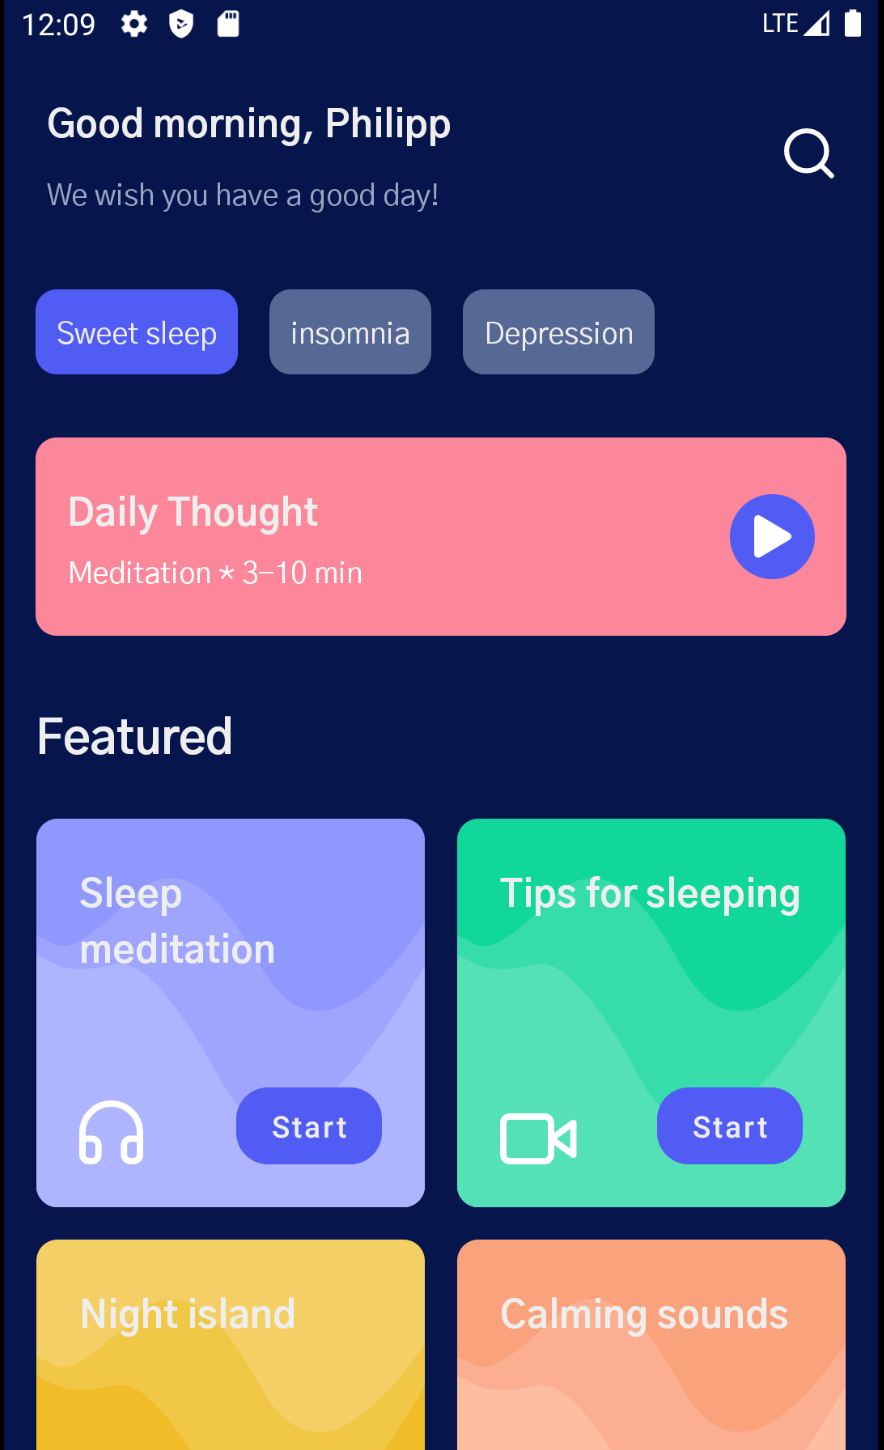 12:09 LTE
Good morning, Philipp
We wish you have a good day!
Sweet sleep insomnia Depression
Daily Thought
Meditation * 3-10 min
Featured
Sleep
meditation
Start
Tips for sleeping
Start
Night island
Calming sounds